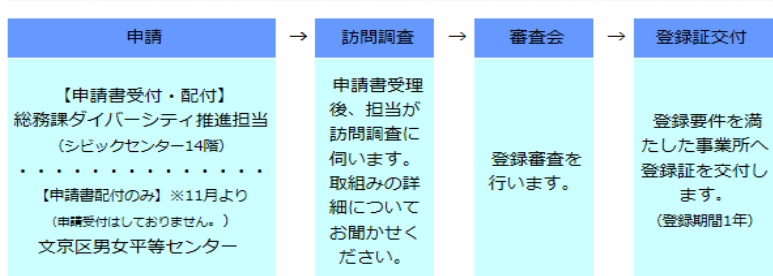 申請 → 訪問調査 → 審査会 → 登録証交付
【申請書受付・配付】
総務課ダイバーシティ推進担当
（シビックセンター14階）
・・・・・・・・・・・・・・
【申請書配付のみ】※11月より
（申請受付はしておりません。）
文京区男女平等センター
申請書受理
後、担当が
訪問調査に
伺います。
取組みの詳
細について
お聞かせく
ださい。
登録審査を
行います。
登録要件を満
たした事業所へ
登録証を交付し
ます。
（登録期間1年）